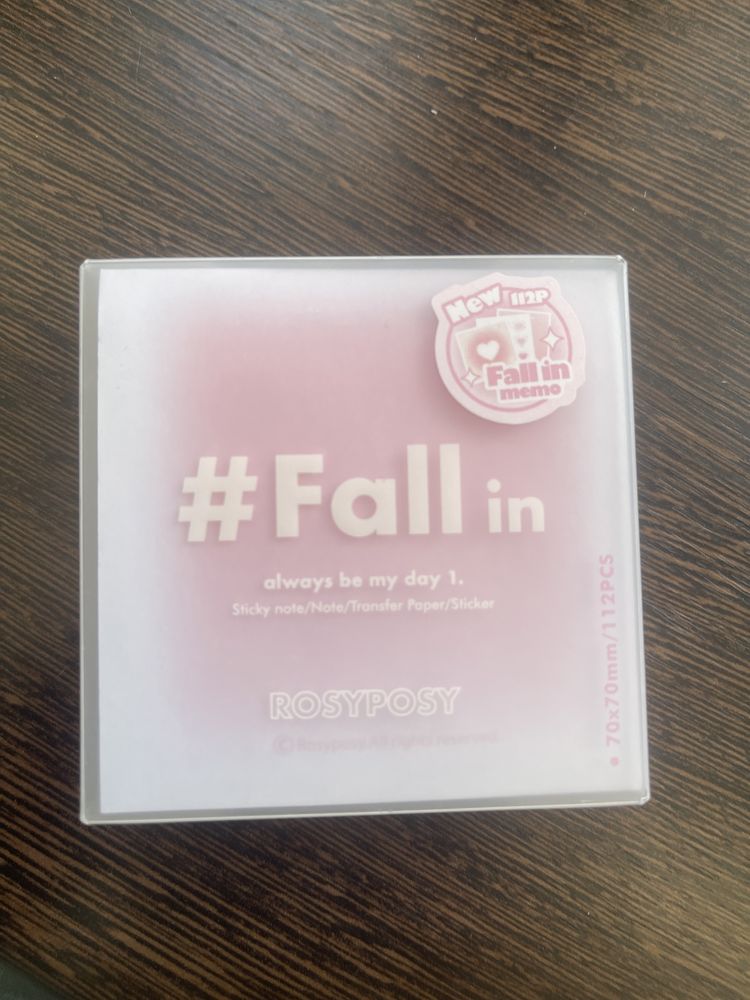 New 112P
Fall in
memo
#Fall in
always be my day 1.
Sticky note/Note/Transfer Paper/Sticker
ROSYPOSY
© Rosyposy All rights reserved
• 70x70mm/112PCS